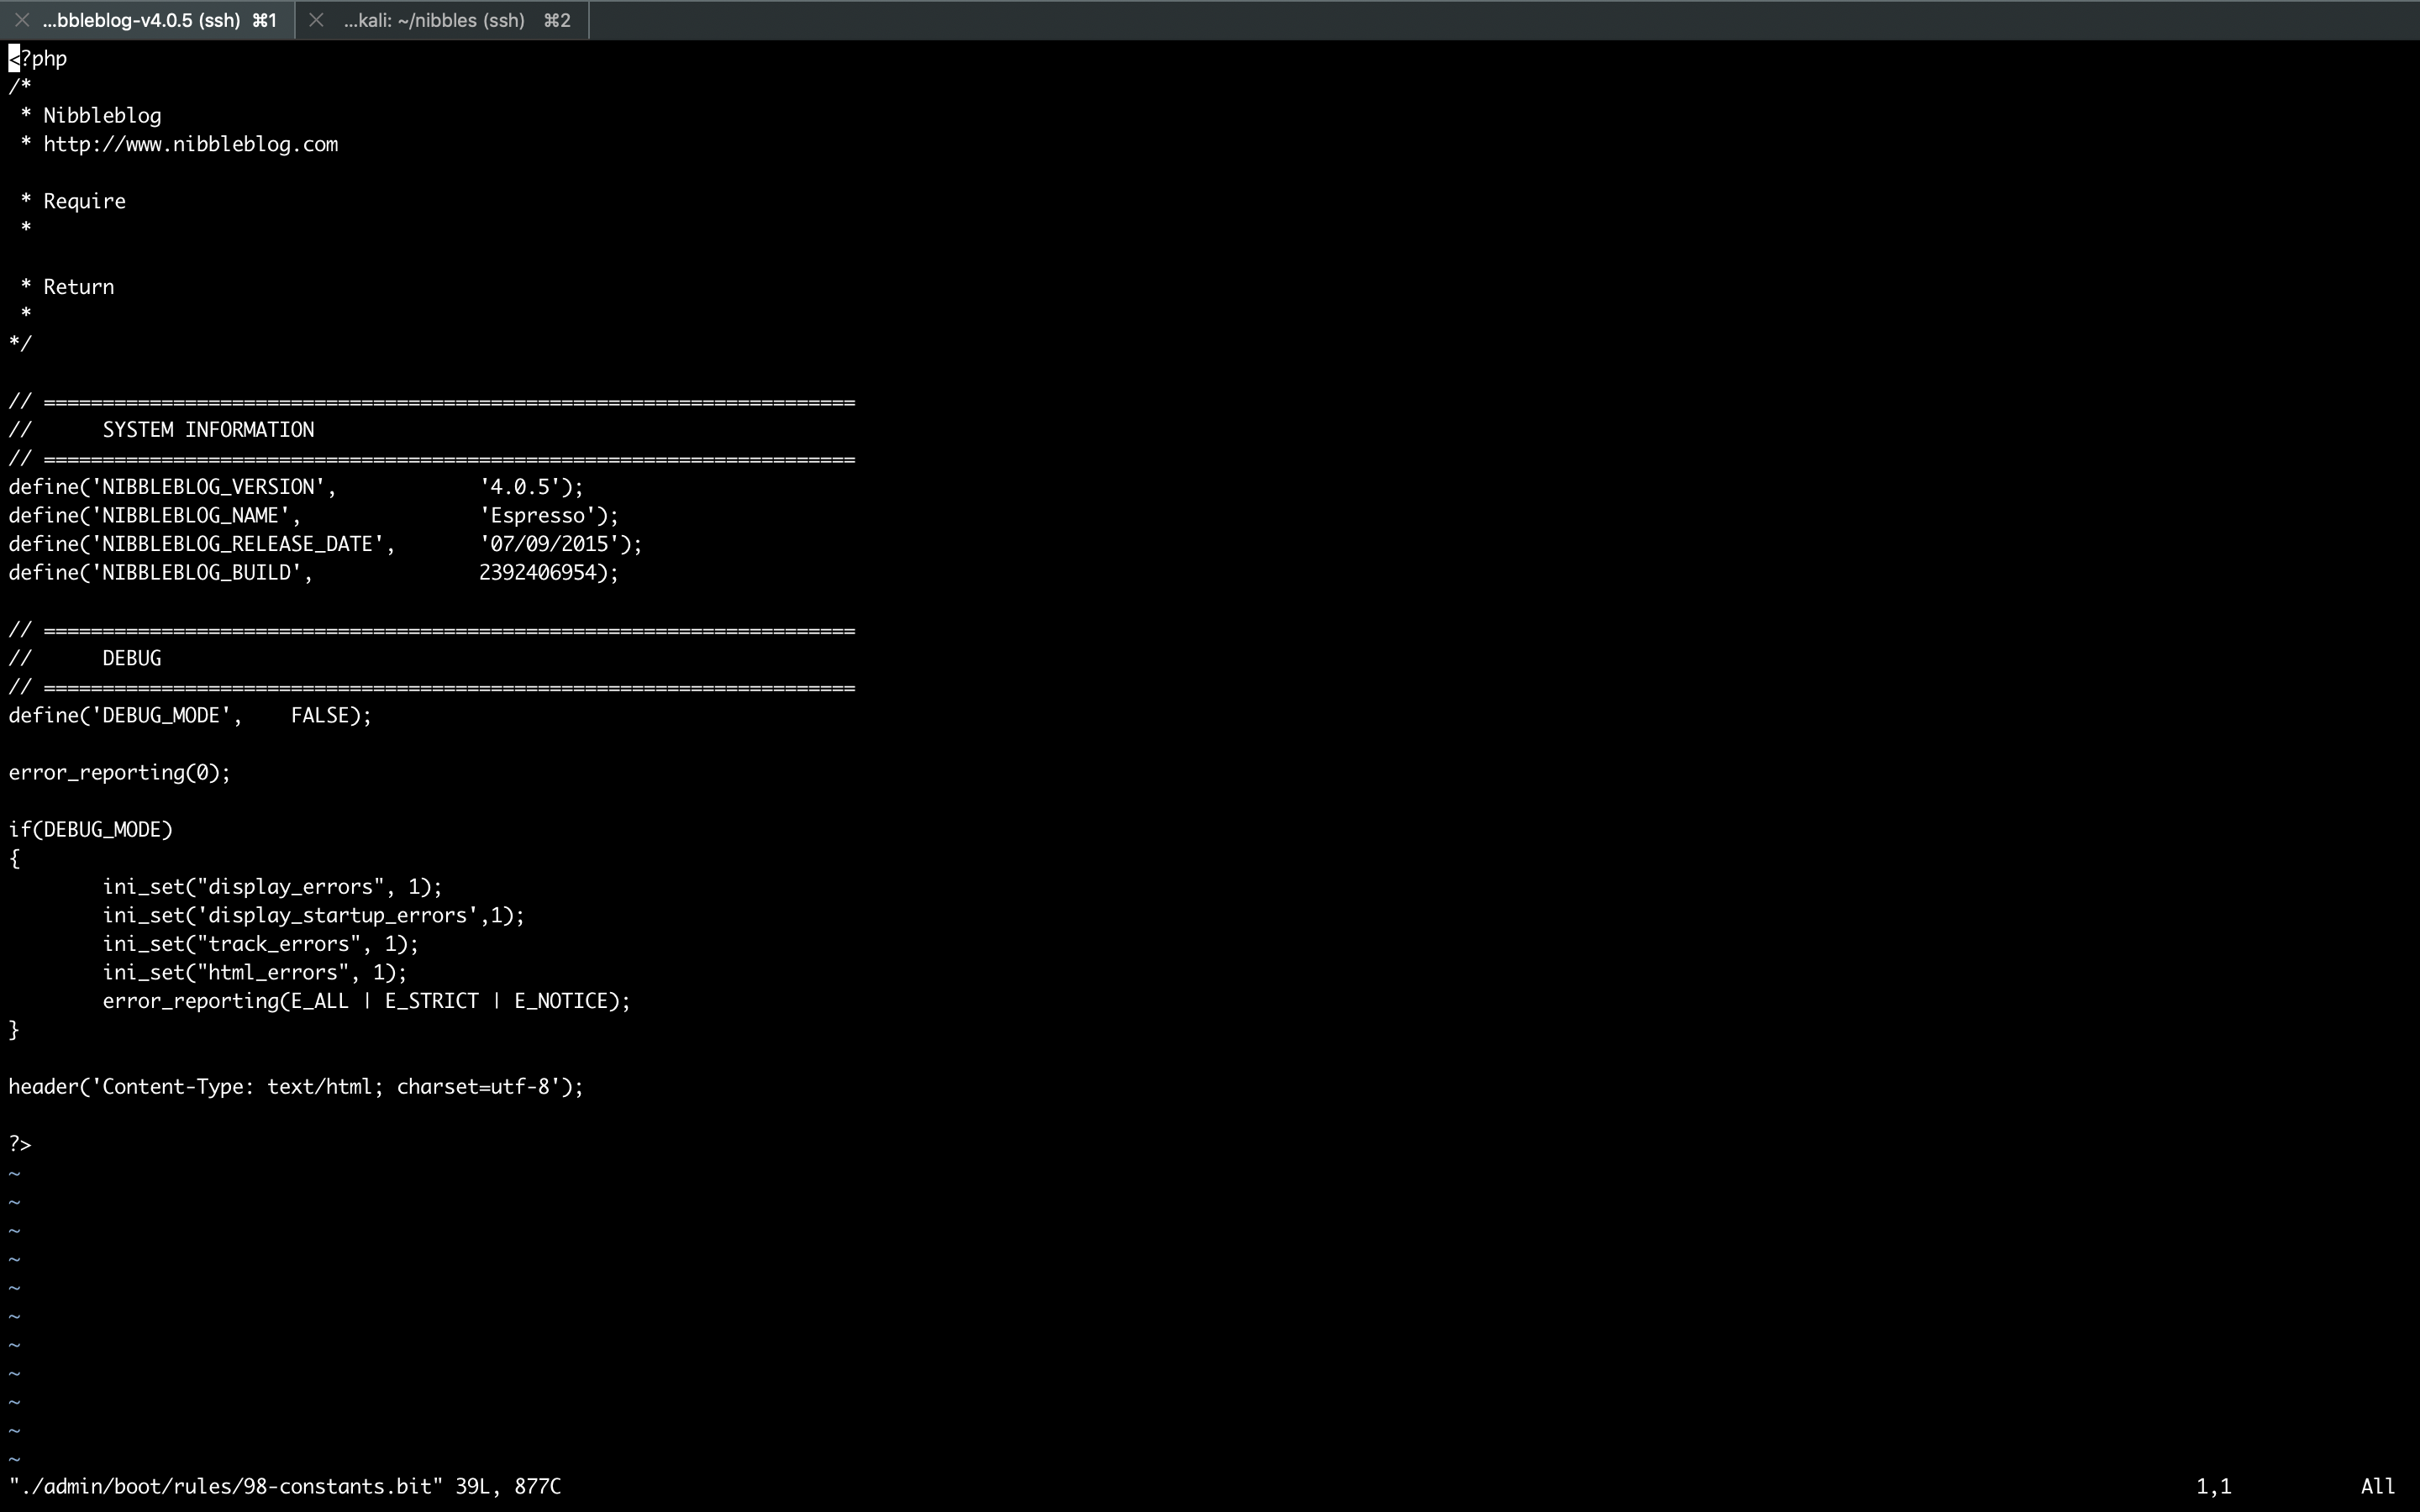 ...bbleblog-v4.0.5 (ssh) ⌘1 ...kali: ~/nibbles (ssh) ⌘2
<?php
/*
 * Nibbleblog
 * http://www.nibbleblog.com

 * Require
 *

 * Return
 *
*/

// =====================================================================
//      SYSTEM INFORMATION
// =====================================================================
define('NIBBLEBLOG_VERSION',            '4.0.5');
define('NIBBLEBLOG_NAME',               'Espresso');
define('NIBBLEBLOG_RELEASE_DATE',       '07/09/2015');
define('NIBBLEBLOG_BUILD',              2392406954);

// =====================================================================
//      DEBUG
// =====================================================================
define('DEBUG_MODE',    FALSE);

error_reporting(0);

if(DEBUG_MODE)
{
        ini_set("display_errors", 1);
        ini_set('display_startup_errors',1);
        ini_set("track_errors", 1);
        ini_set("html_errors", 1);
        error_reporting(E_ALL | E_STRICT | E_NOTICE);
}

header('Content-Type: text/html; charset=utf-8');

?>
~
~
~
~
~
~
~
~
~
~
~
"./admin/boot/rules/98-constants.bit" 39L, 877C 1,1 All